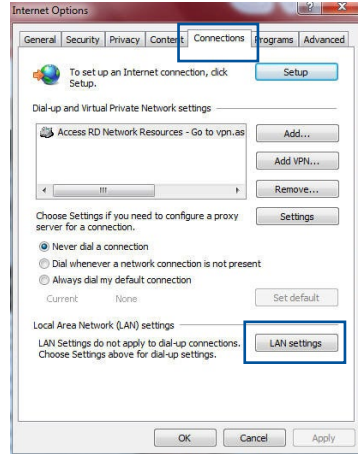 Internet Options
General Security Privacy Content Connections Programs Advanced
To set up an Internet connection, click
Setup.
Setup
Dial-up and Virtual Private Network settings
Access RD Network Resources - Go to vpn.as
Add...
Add VPN...
Remove...
Choose Settings if you need to configure a proxy
server for a connection.
Settings
Never dial a connection
Dial whenever a network connection is not present
Always dial my default connection
Current None
Set default
Local Area Network (LAN) settings
LAN Settings do not apply to dial-up connections.
Choose Settings above for dial-up settings.
LAN settings
OK Cancel Apply